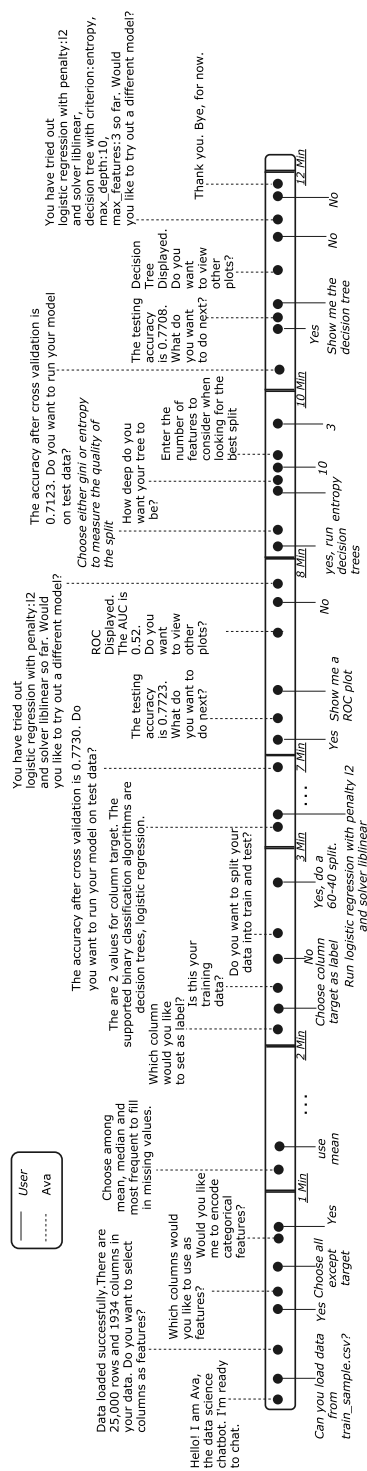 User
Ava
Hello! I am Ava,
the data science
chatbot. I'm ready
to chat.
Can you load data
from
train_sample.csv?
Data loaded successfully.There are
25,000 rows and 1934 columns in
your data. Do you want to select
columns as features?
Yes
Which columns would
you like to use as
features?
Choose all
except
target
Would you like
me to encode
categorical
features?
Yes
1 Min
Choose among
mean, median and
most frequent to fill
in missing values.
use
mean
...
2 Min
Which column
would you like
to set as label?
Choose column
target as label
Is this your
training
data?
No
Do you want to split your
data into train and test?
Yes, do a
60-40 split.
3 Min
The are 2 values for column target. The
supported binary classification algorithms are
decision trees, logistic regression.
Run logistic regression with penalty l2
and solver liblinear
...
7 Min
The accuracy after cross validation is 0.7730. Do
you want to run your model on test data?
Yes
The testing
accuracy
is 0.7723.
What do
you want to
do next?
Show me a
ROC plot
ROC
Displayed.
The AUC is
0.52.
Do you
want
to view
other
plots?
No
You have tried out
logistic regression with penalty:l2
and solver liblinear so far. Would
you like to try out a different model?
8 Min
yes, run
decision
trees
Choose either gini or entropy
to measure the quality of
the split
entropy
How deep do you
want your tree to
be?
10
Enter the
number of
features to
consider when
looking for the
best split
3
10 Min
The accuracy after cross validation is
0.7123. Do you want to run your model
on test data?
Yes
The testing
accuracy
is 0.7708.
What do
you want
to do next?
Show me the
decision tree
Decision
Tree
Displayed.
Do you
want
to view
other
plots?
No
You have tried out
logistic regression with penalty:l2
and solver liblinear,
decision tree with criterion:entropy,
max_depth:10,
max_features:3 so far. Would
you like to try out a different model?
No
Thank you. Bye, for now.
12 Min